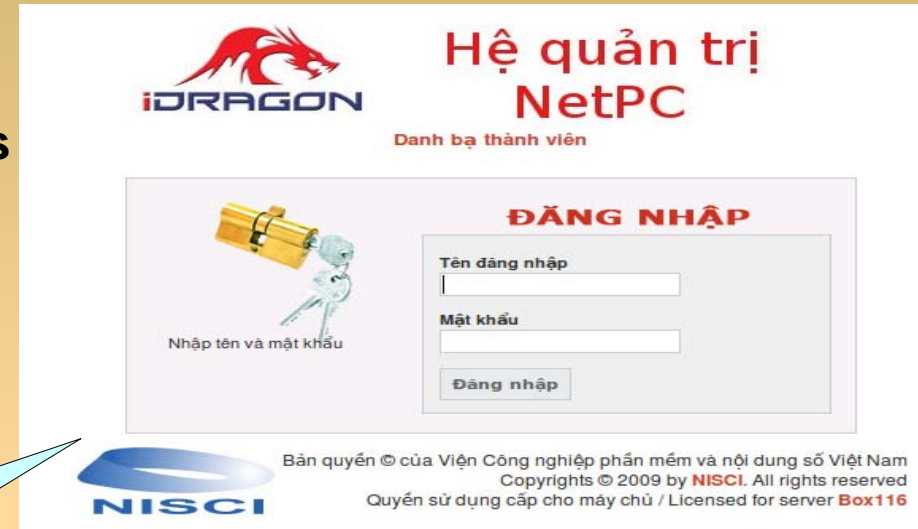 iDRAGON
Hệ quản trị
NetPC
Danh bạ thành viên
s
ĐĂNG NHẬP
Tên đăng nhập
Mật khẩu
Nhập tên và mật khẩu
Đăng nhập
NISCI
Bản quyền © của Viện Công nghiệp phần mềm và nội dung số Việt Nam
Copyrights © 2009 by NISCI. All rights reserved
Quyền sử dụng cấp cho máy chủ / Licensed for server Box116